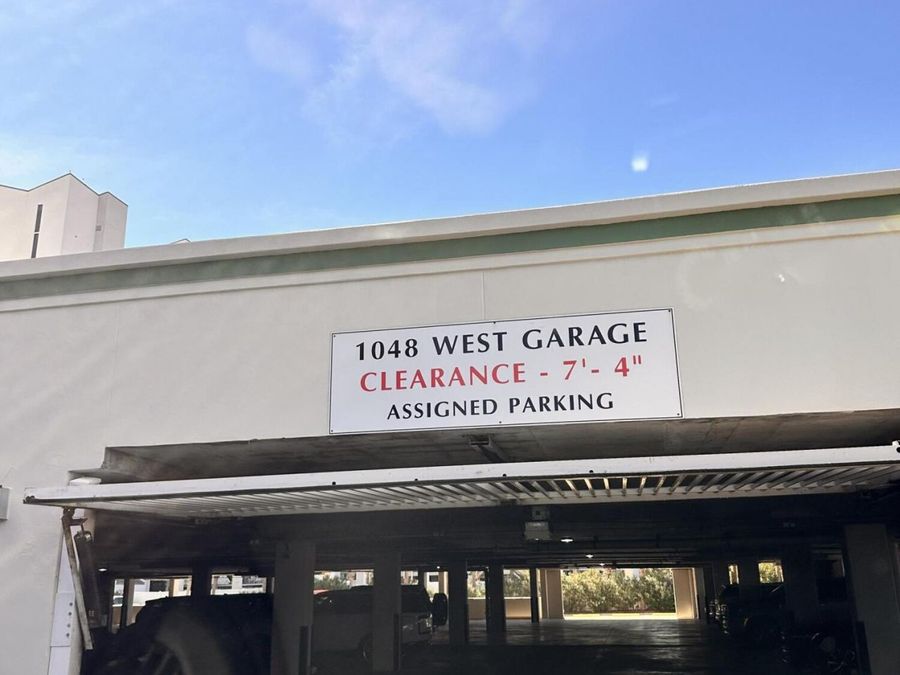 1048 WEST GARAGE
CLEARANCE - 7'- 4"
ASSIGNED PARKING